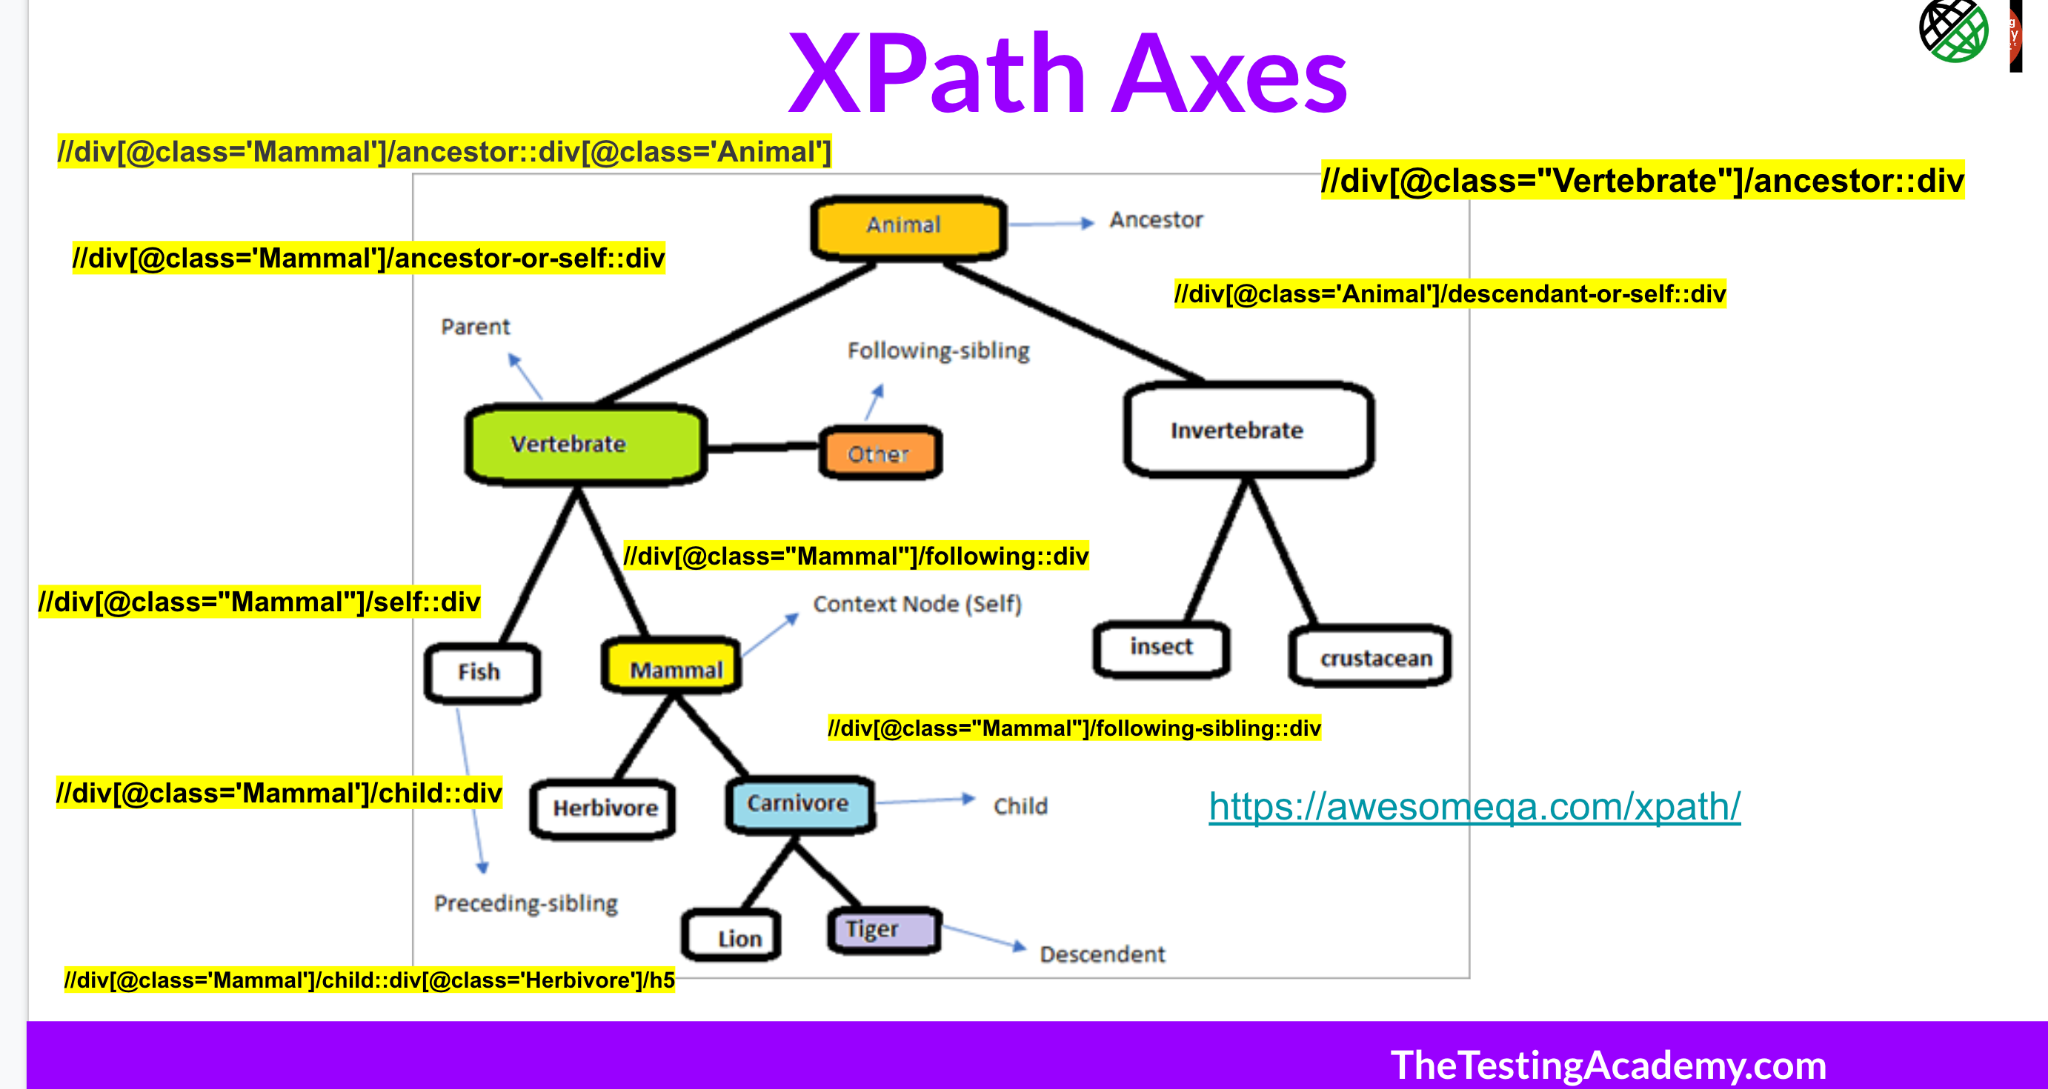 XPath Axes
//div[@class='Mammal']/ancestor::div[@class='Animal']
//div[@class="Vertebrate"]/ancestor::div
Animal
Ancestor
//div[@class='Mammal']/ancestor-or-self::div
//div[@class='Animal']/descendant-or-self::div
Parent
Following-sibling
Vertebrate
Other
Invertebrate
//div[@class="Mammal"]/following::div
//div[@class="Mammal"]/self::div
Context Node (Self)
Fish
Mammal
insect
crustacean
//div[@class="Mammal"]/following-sibling::div
//div[@class='Mammal']/child::div
Herbivore
Carnivore
Child
https://awesomeqa.com/xpath/
Preceding-sibling
Lion
Tiger
Descendent
//div[@class='Mammal']/child::div[@class='Herbivore']/h5
TheTestingAcademy.com